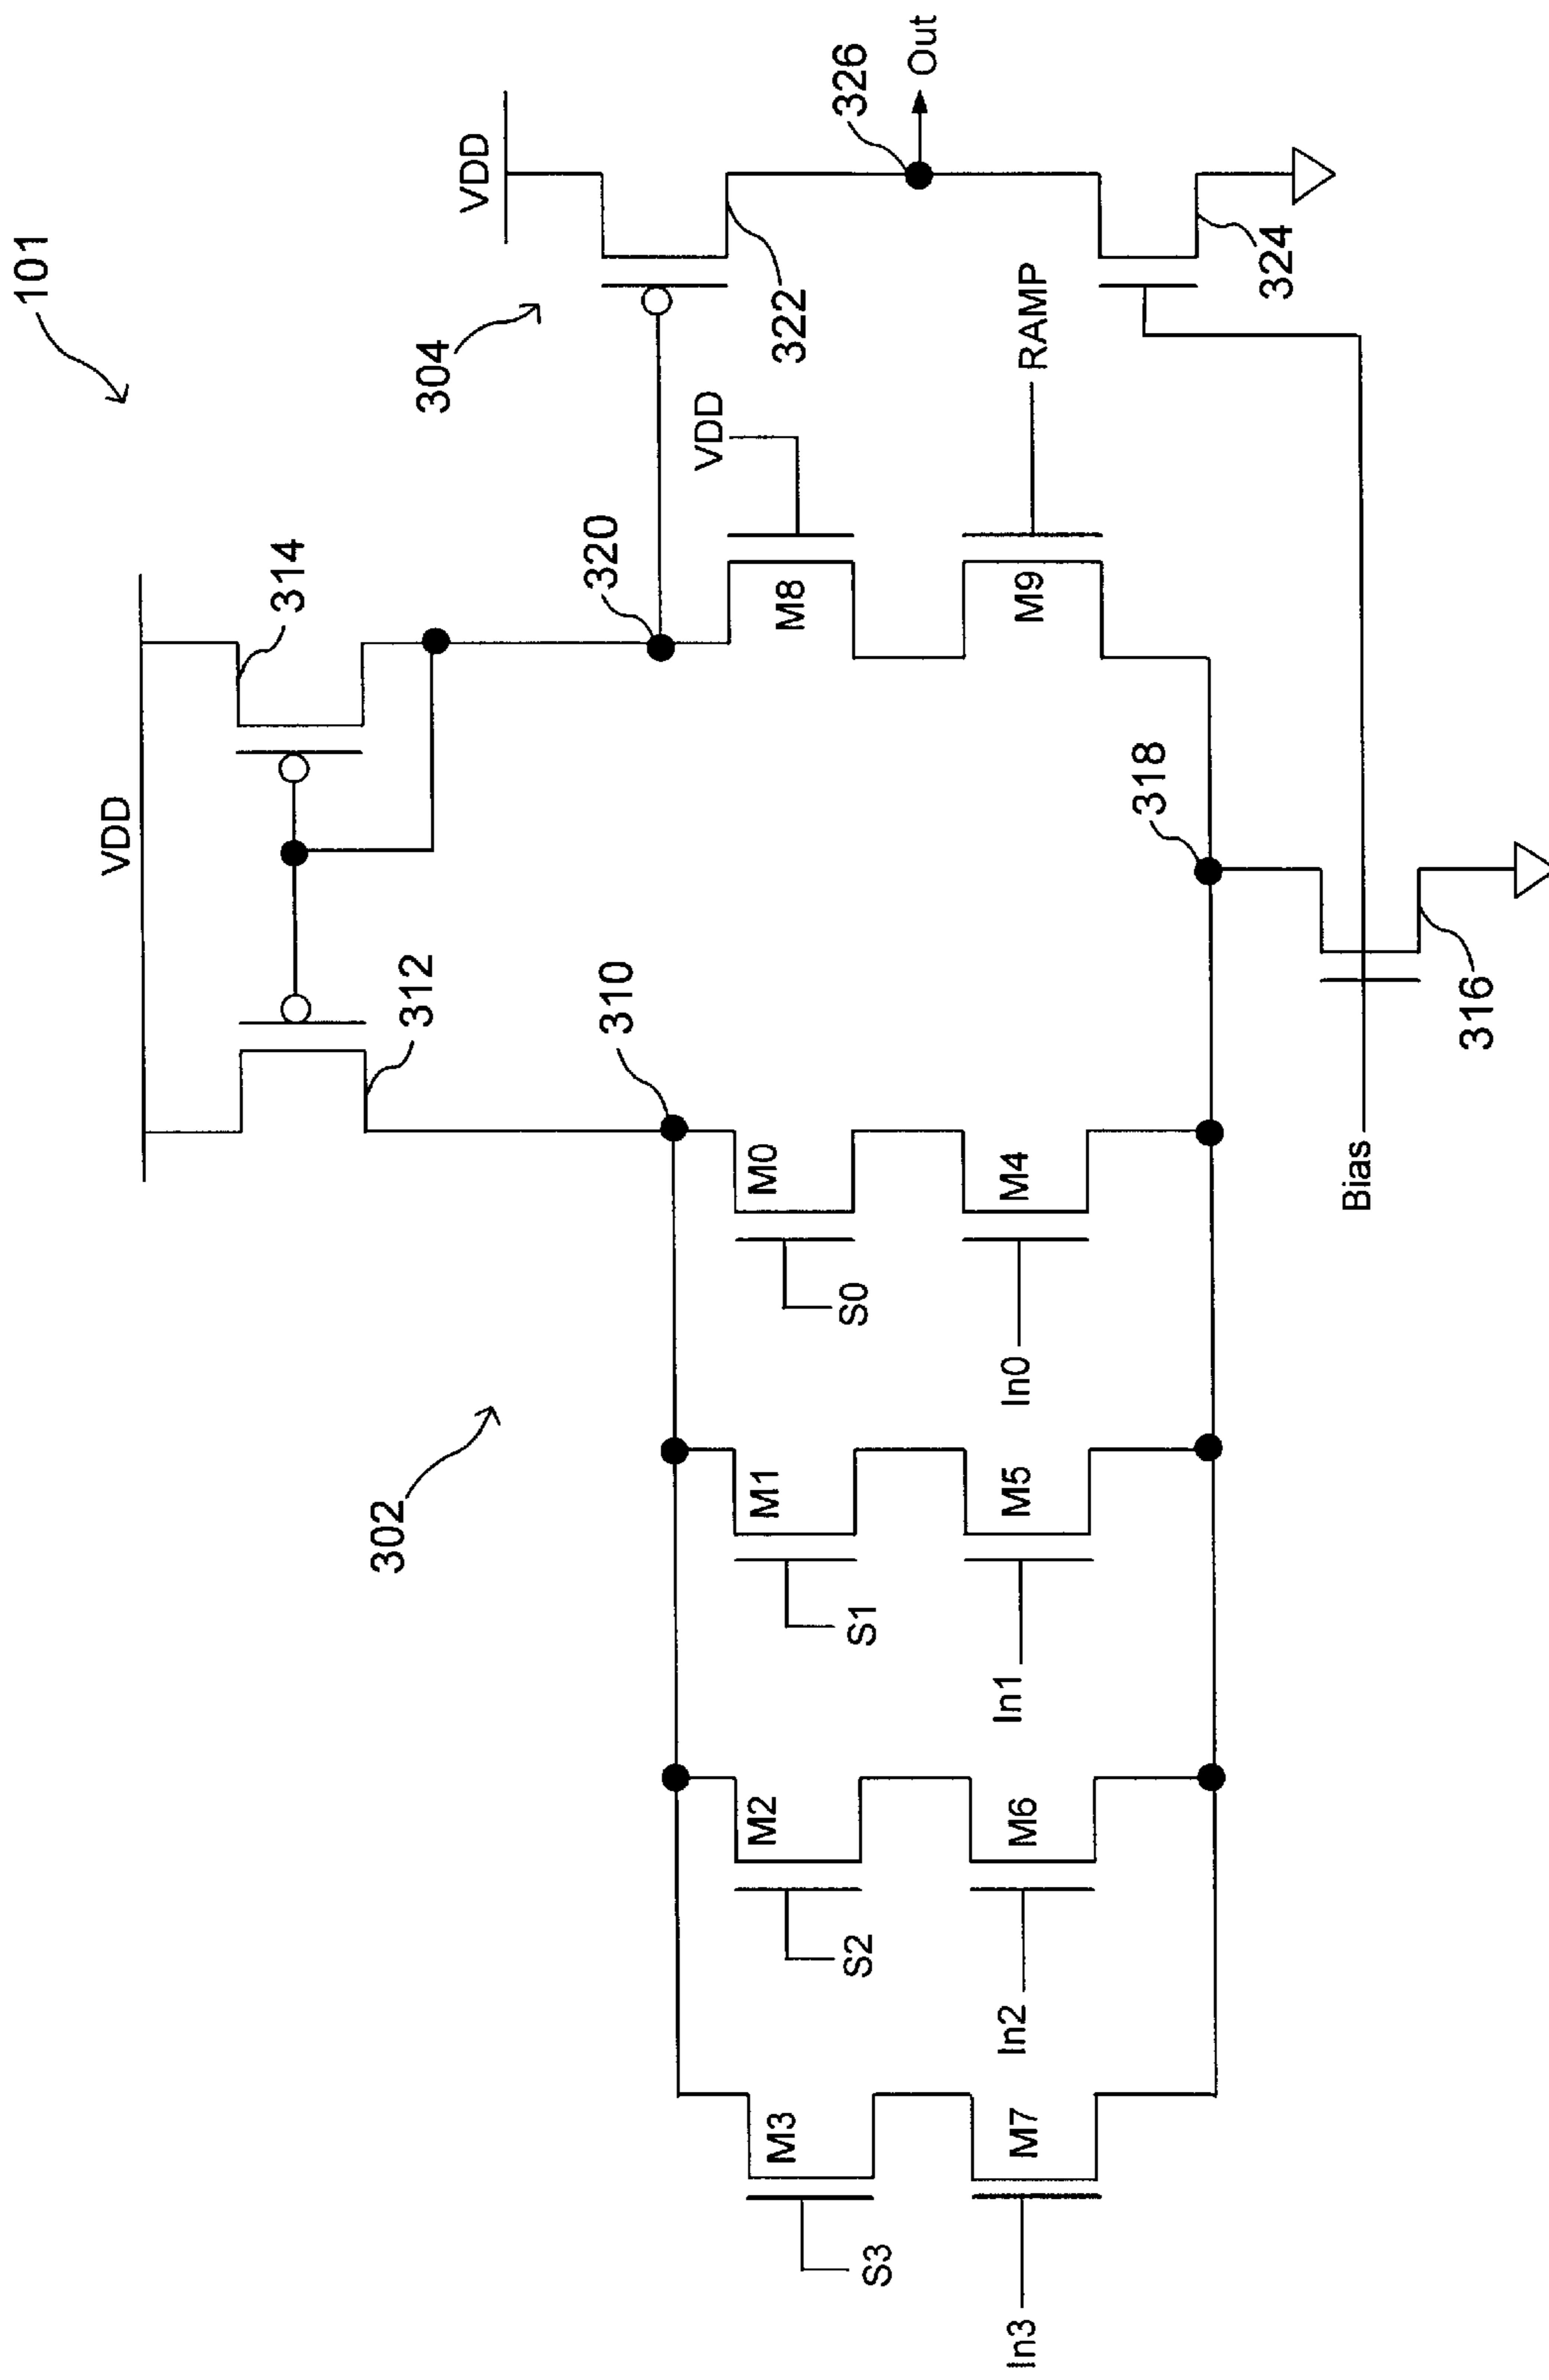 101
VDD
314
312
304
VDD
302
310
320
VDD
322
326
Out
M3
M2
M1
M0
M8
S3
S2
S1
S0
RAMP
M7
M6
M5
M4
M9
In3
In2
In1
In0
318
324
Bias
316